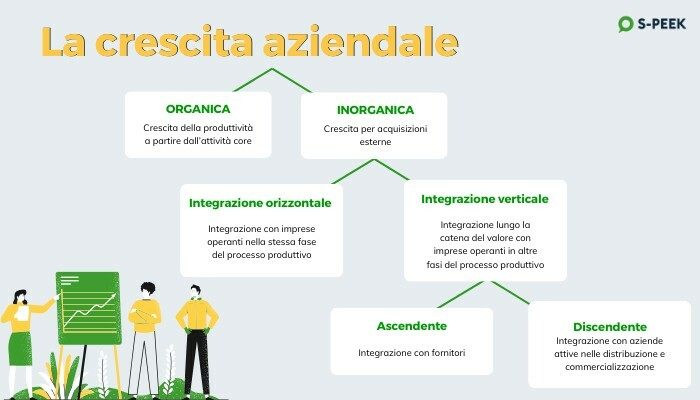 La crescita aziendale
S-PEEK
ORGANICA
Crescita della produttività
a partire dall'attività core
INORGANICA
Crescita per acquisizioni
esterne
Integrazione orizzontale
Integrazione con imprese
operanti nella stessa fase
del processo produttivo
Integrazione verticale
Integrazione lungo la
catena del valore con
imprese operanti in altre
fasi del processo produttivo
Ascendente
Integrazione con fornitori
Discendente
Integrazione con aziende
attive nelle distribuzione e
commercializzazione